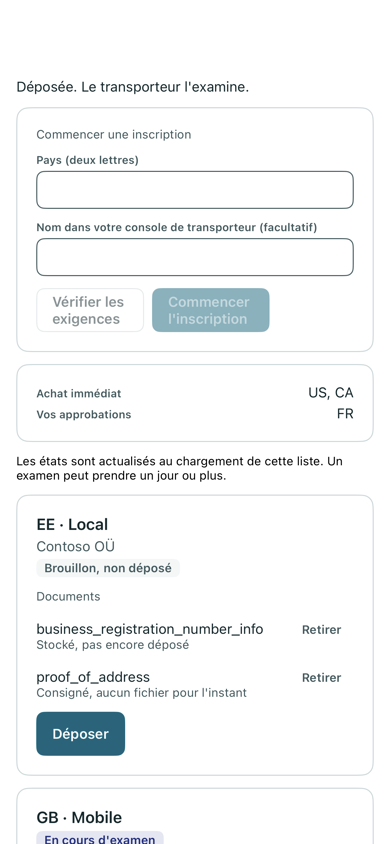 Déposée. Le transporteur l'examine.
Commencer une inscription
Pays (deux lettres)
Nom dans votre console de transporteur (facultatif)
Vérifier les
exigences
Commencer
l'inscription
Achat immédiat
US, CA
Vos approbations
FR
Les états sont actualisés au chargement de cette liste. Un
examen peut prendre un jour ou plus.
EE · Local
Contoso OÜ
Brouillon, non déposé
Documents
business_registration_number_info
Retirer
Stocké, pas encore déposé
proof_of_address
Retirer
Consigné, aucun fichier pour l'instant
Déposer
GB · Mobile
En cours d'examen